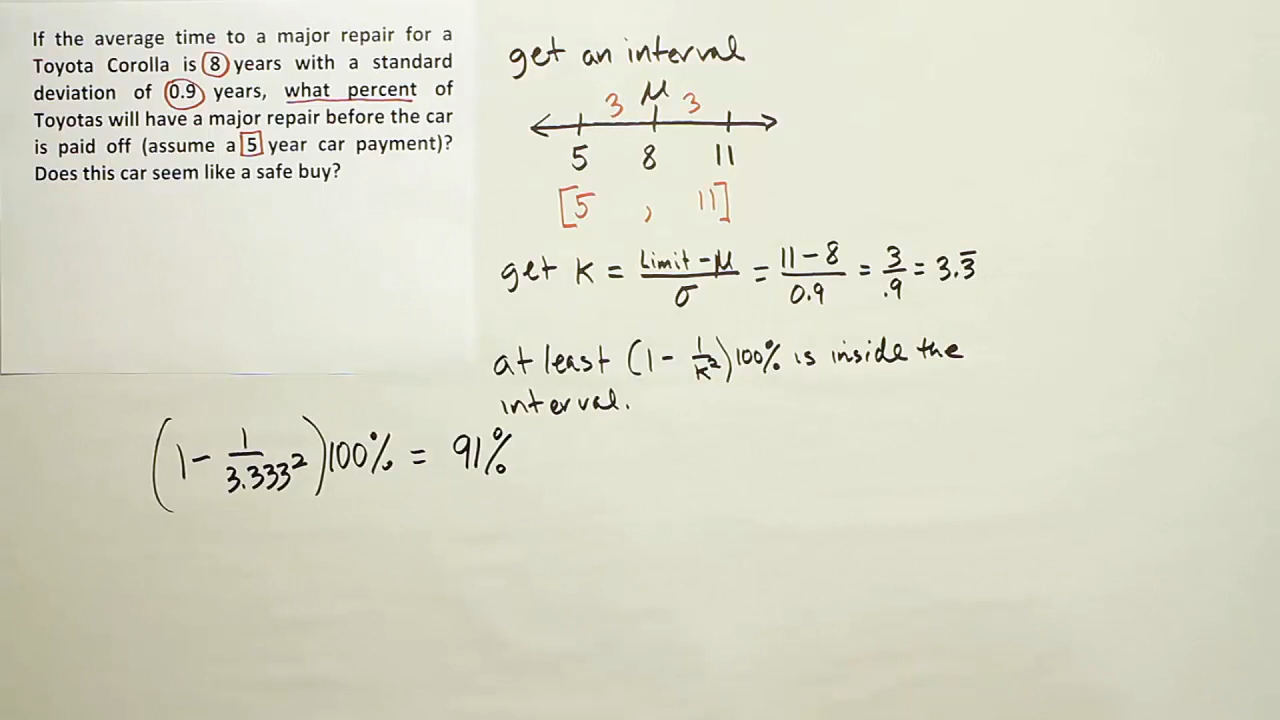 If the average time to a major repair for a
Toyota Corolla is 8 years with a standard
deviation of 0.9 years, what percent of
Toyotas will have a major repair before the car
is paid off (assume a 5 year car payment)?
Does this car seem like a safe buy?
get an interval
3 μ 3
5 8 11
[5 , 11]
get K = Limit - μ / σ = 11 - 8 / 0.9 = 3 / .9 = 3.3̅
at least (1 - 1/K²)100% is inside the
interval.
(1 - 1/3.333²)100% = 91%